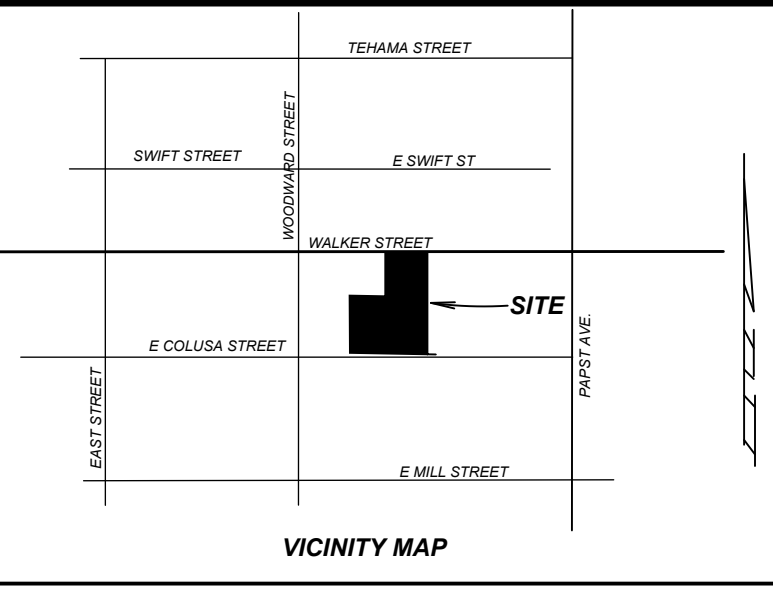 TEHAMA STREET
WOODWARD STREET
SWIFT STREET
E SWIFT ST
WALKER STREET
SITE
PAPST AVE.
E COLUSA STREET
EAST STREET
E MILL STREET
VICINITY MAP